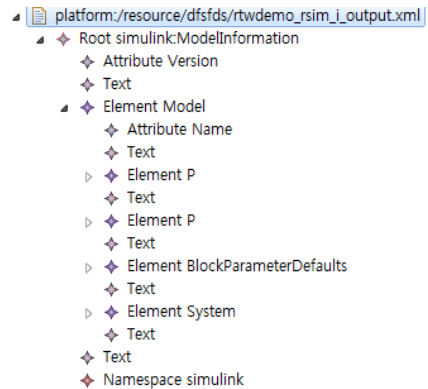 platform:/resource/dfsfds/rtwdemo_rsim_i_output.xml
Root simulink:ModelInformation
Attribute Version
Text
Element Model
Attribute Name
Text
Element P
Text
Element P
Text
Element BlockParameterDefaults
Text
Element System
Text
Text
Namespace simulink